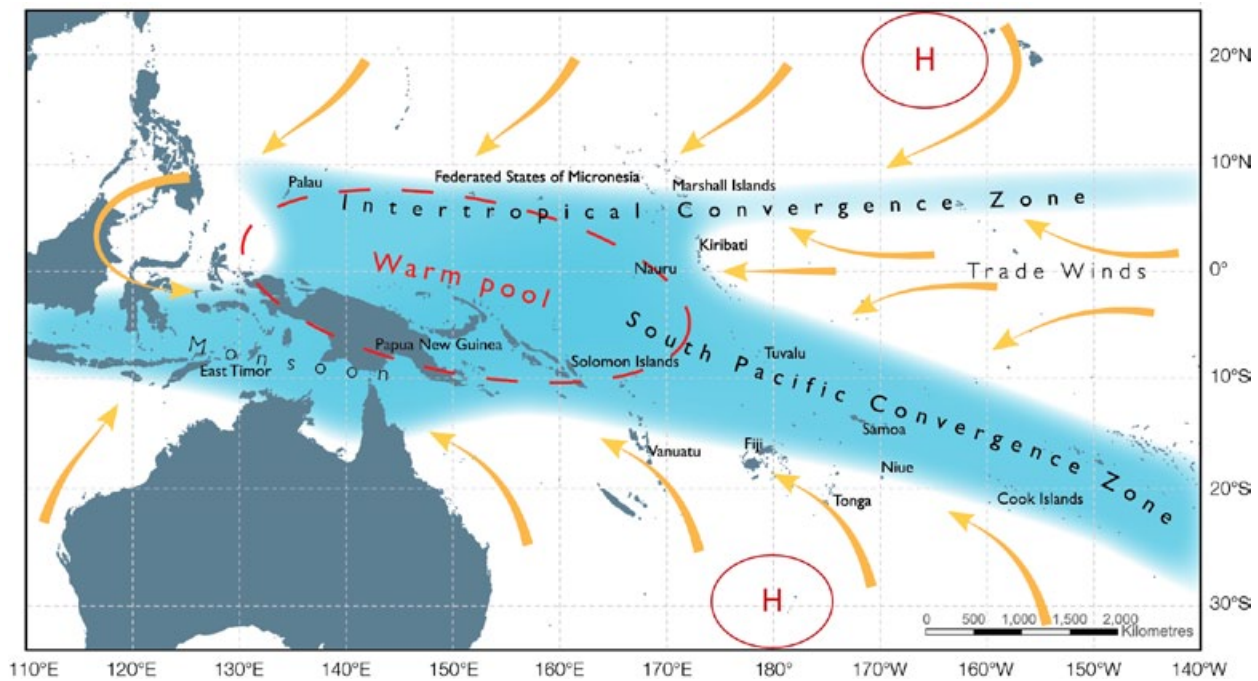 H
20°N
10°N
Palau
Federated States of Micronesia
Marshall Islands
Intertropical Convergence Zone
Kiribati
Warm pool
Nauru
Trade Winds
0°
South Pacific Convergence Zone
Papua New Guinea
Solomon Islands
Tuvalu
Monsoon
East Timor
10°S
Samoa
Vanuatu
Fiji
Niue
Tonga
Cook Islands
20°S
H
30°S
0 500 1,000 1,500 2,000
Kilometres
110°E 120°E 130°E 140°E 150°E 160°E 170°E 180° 170°W 160°W 150°W 140°W